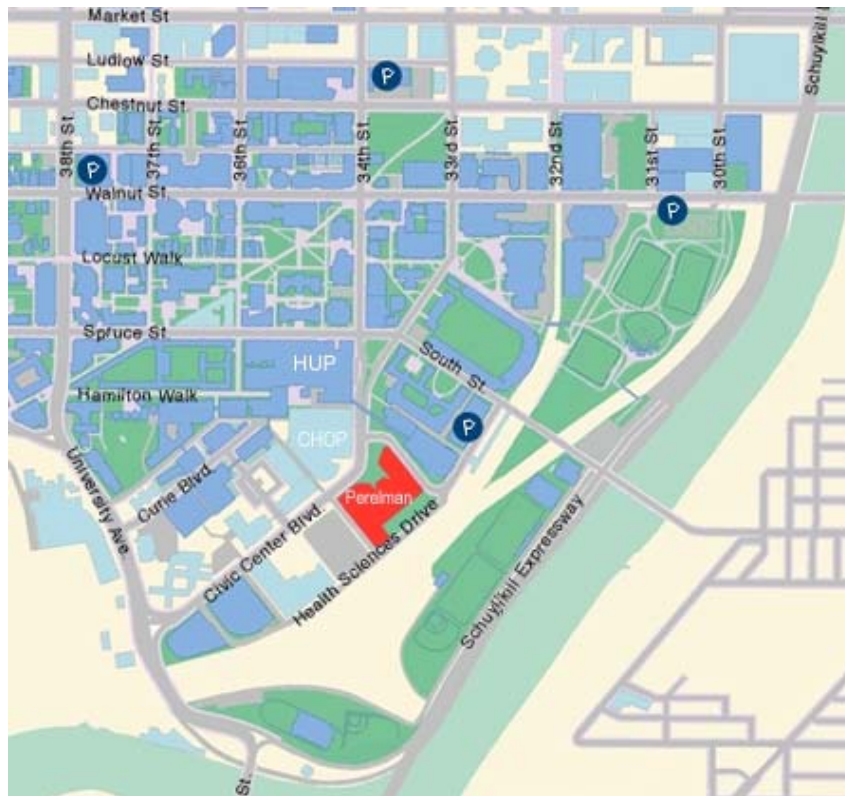 Market St
Ludlow St
P
Chestnut St.
38th St.
37th St.
36th St.
34th St.
33rd St.
32nd St.
31st St.
30th St.
P
Walnut St.
P
Locust Walk
Spruce St.
South St.
HUP
Hamilton Walk
CHOP
P
University Ave
Curie Blvd.
Perelman
Civic Center Blvd.
Health Sciences Drive
Schuylkill Expressway
St.